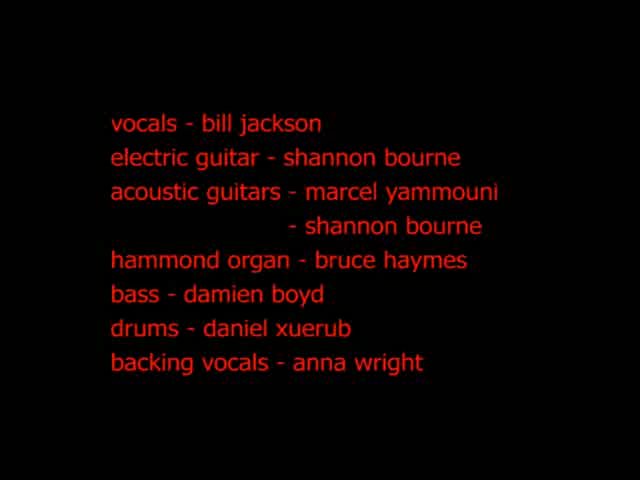 vocals - bill jackson
electric guitar - shannon bourne
acoustic guitars - marcel yammouni
- shannon bourne
hammond organ - bruce haymes
bass - damien boyd
drums - daniel xuerub
backing vocals - anna wright